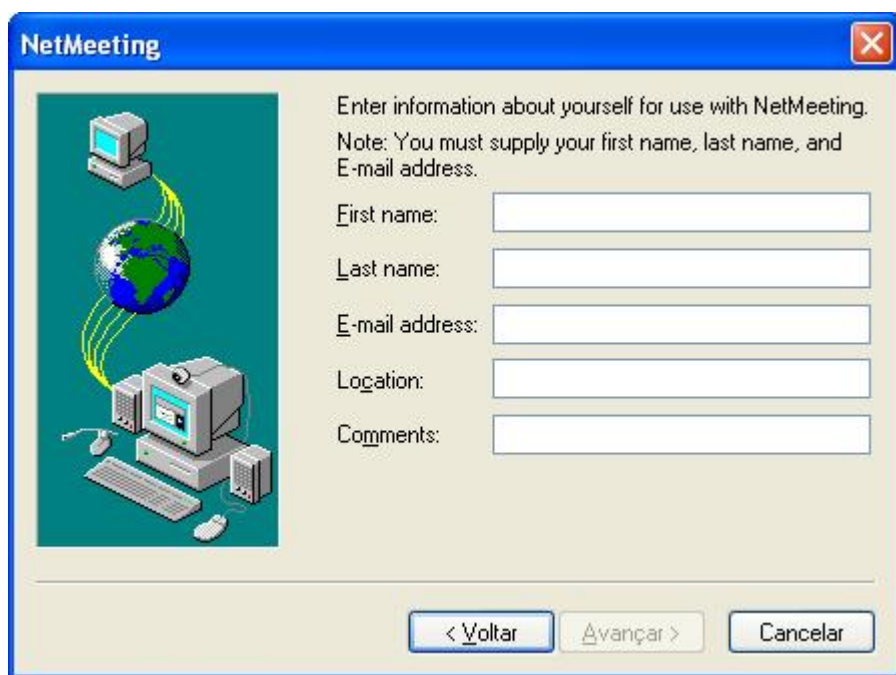 NetMeeting
Enter information about yourself for use with NetMeeting.
Note: You must supply your first name, last name, and
E-mail address.
First name:
Last name:
E-mail address:
Location:
Comments:
< Voltar
Avançar >
Cancelar